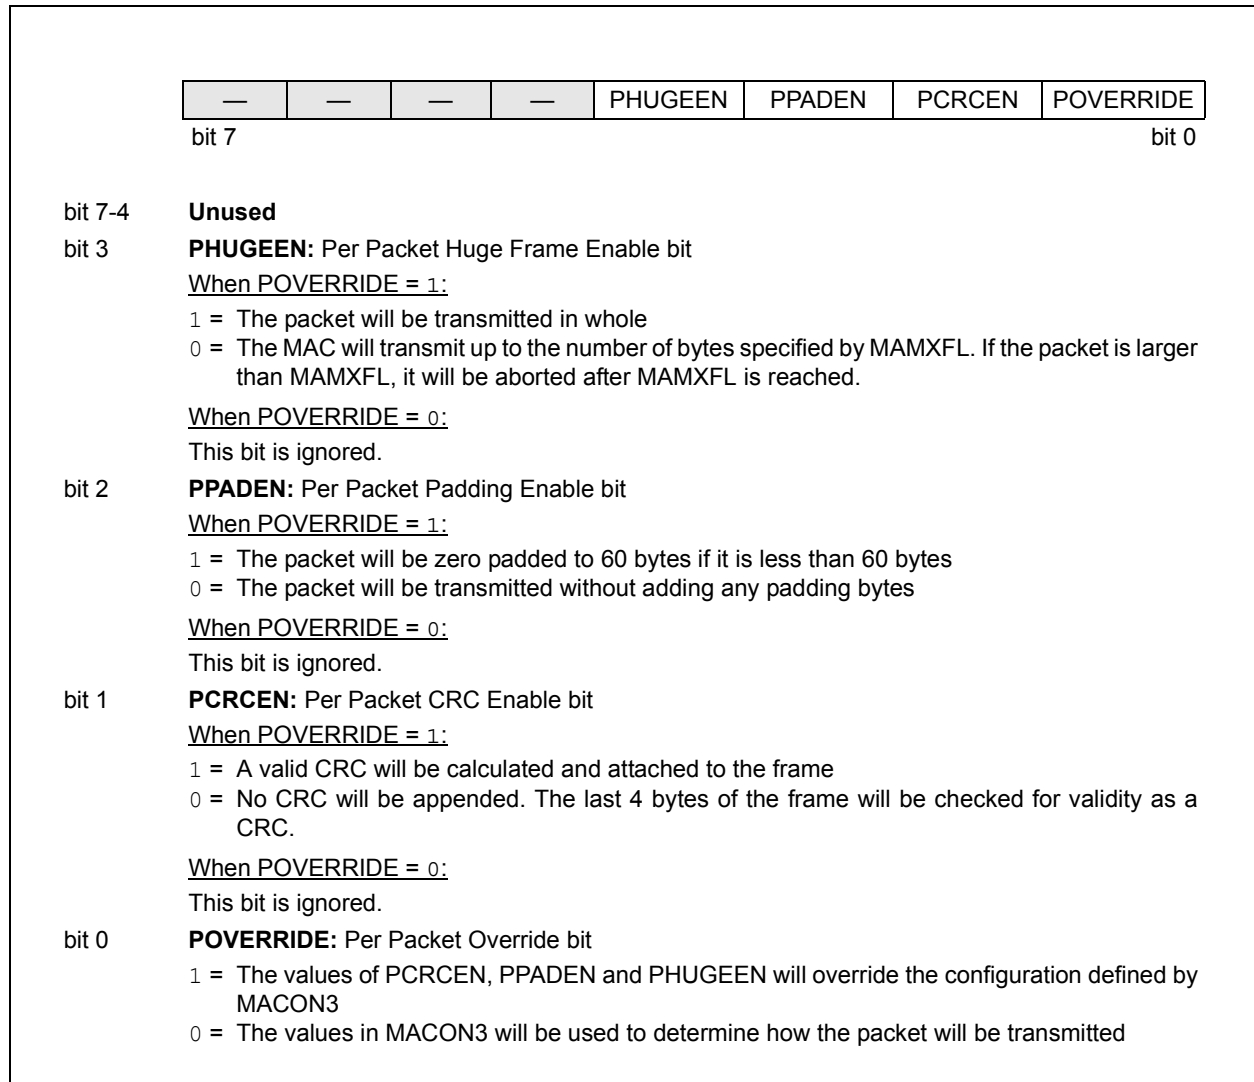 — — — — PHUGEEN PPADEN PCRCEN POVERRIDE
bit 7 bit 0
bit 7-4 Unused
bit 3 PHUGEEN: Per Packet Huge Frame Enable bit
When POVERRIDE = 1:
1 = The packet will be transmitted in whole
0 = The MAC will transmit up to the number of bytes specified by MAMXFL. If the packet is larger
than MAMXFL, it will be aborted after MAMXFL is reached.
When POVERRIDE = 0:
This bit is ignored.
bit 2 PPADEN: Per Packet Padding Enable bit
When POVERRIDE = 1:
1 = The packet will be zero padded to 60 bytes if it is less than 60 bytes
0 = The packet will be transmitted without adding any padding bytes
When POVERRIDE = 0:
This bit is ignored.
bit 1 PCRCEN: Per Packet CRC Enable bit
When POVERRIDE = 1:
1 = A valid CRC will be calculated and attached to the frame
0 = No CRC will be appended. The last 4 bytes of the frame will be checked for validity as a
CRC.
When POVERRIDE = 0:
This bit is ignored.
bit 0 POVERRIDE: Per Packet Override bit
1 = The values of PCRCEN, PPADEN and PHUGEEN will override the configuration defined by
MACON3
0 = The values in MACON3 will be used to determine how the packet will be transmitted